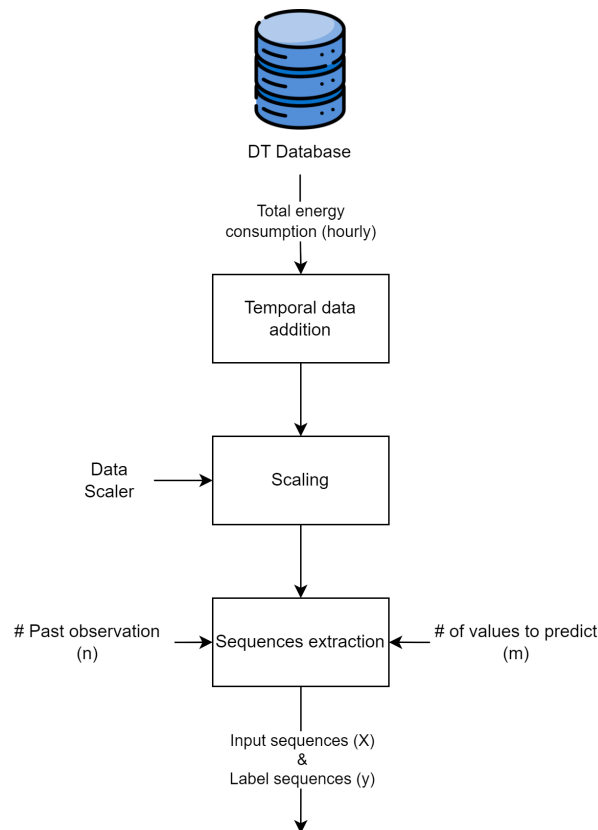 DT Database
Total energy
consumption (hourly)
Temporal data
addition
Data
Scaler
Scaling
# Past observation
(n)
Sequences extraction
# of values to predict
(m)
Input sequences (X)
&
Label sequences (y)